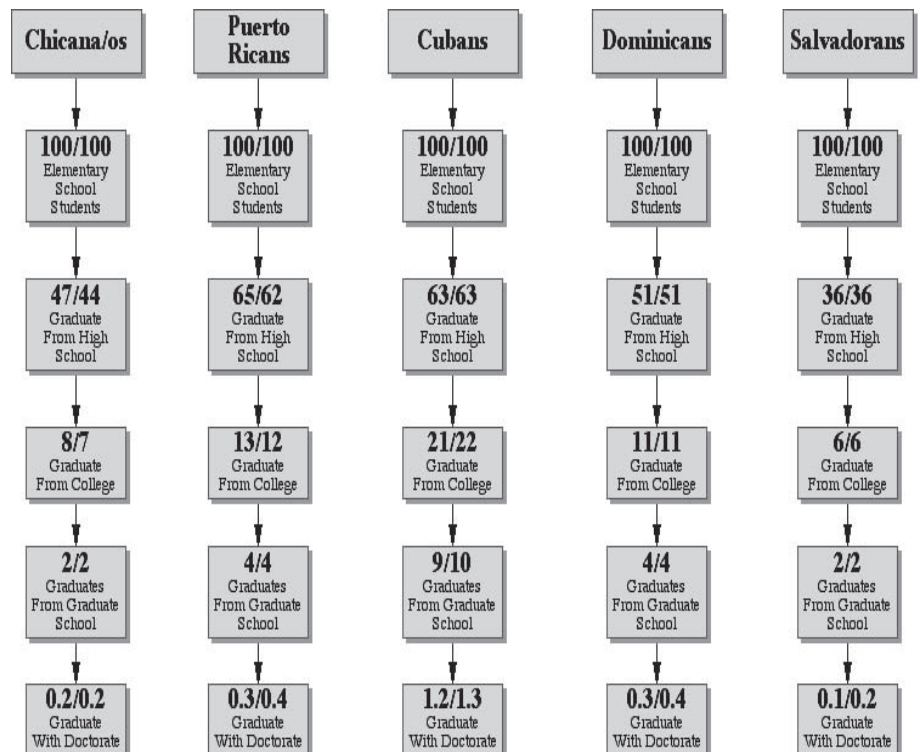 Chicana/os
100/100
Elementary
School
Students
47/44
Graduate
From High
School
8/7
Graduate
From College
2/2
Graduates
From Graduate
School
0.2/0.2
Graduate
With Doctorate
Puerto
Ricans
100/100
Elementary
School
Students
65/62
Graduate
From High
School
13/12
Graduate
From College
4/4
Graduates
From Graduate
School
0.3/0.4
Graduate
With Doctorate
Cubans
100/100
Elementary
School
Students
63/63
Graduate
From High
School
21/22
Graduate
From College
9/10
Graduates
From Graduate
School
1.2/1.3
Graduate
With Doctorate
Dominicans
100/100
Elementary
School
Students
51/51
Graduate
From High
School
11/11
Graduate
From College
4/4
Graduates
From Graduate
School
0.3/0.4
Graduate
With Doctorate
Salvadorans
100/100
Elementary
School
Students
36/36
Graduate
From High
School
6/6
Graduate
From College
2/2
Graduates
From Graduate
School
0.1/0.2
Graduate
With Doctorate